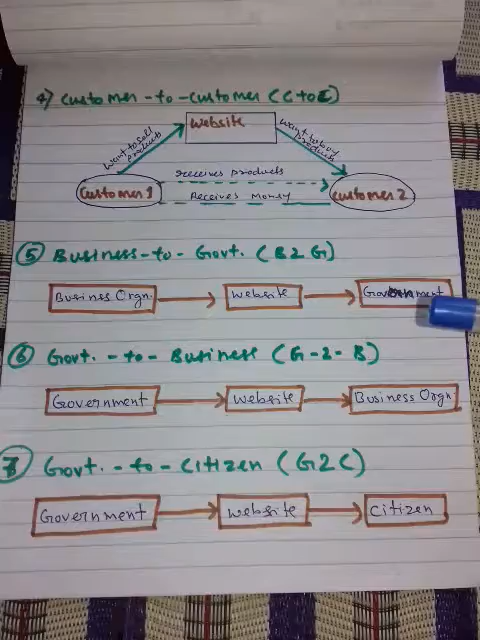 4) Customer-to-Customer (C to C)
Website
Want to sell products
Want to buy products
receives products
Customer 1
Customer 2
Receives Money
5 Business-to-Govt. (B2G)
Business Orgn. Website Government
6 Govt.-to-Business (G-2-B)
Government Website Business Orgn
7 Govt.-to-Citizen (G2C)
Government Website Citizen